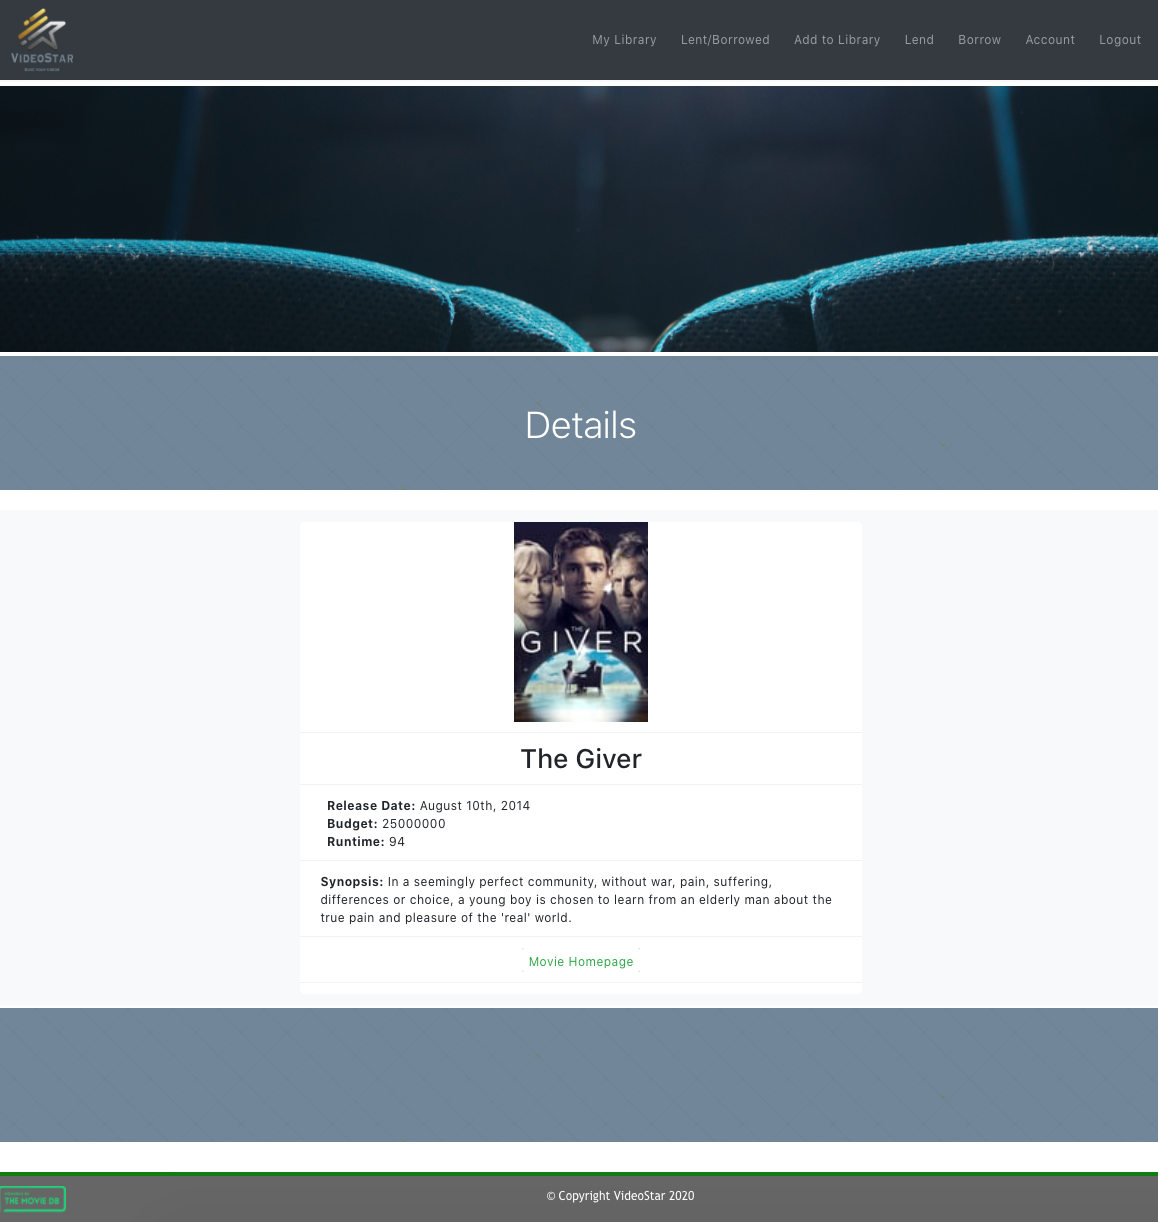 VIDEOSTAR
My Library
Lent/Borrowed
Add to Library
Lend
Borrow
Account
Logout
Details
THE
GIVER
The Giver
Release Date: August 10th, 2014
Budget: 25000000
Runtime: 94
Synopsis: In a seemingly perfect community, without war, pain, suffering,
differences or choice, a young boy is chosen to learn from an elderly man about the
true pain and pleasure of the 'real' world.
Movie Homepage
THE MOVIE DB
© Copyright VideoStar 2020